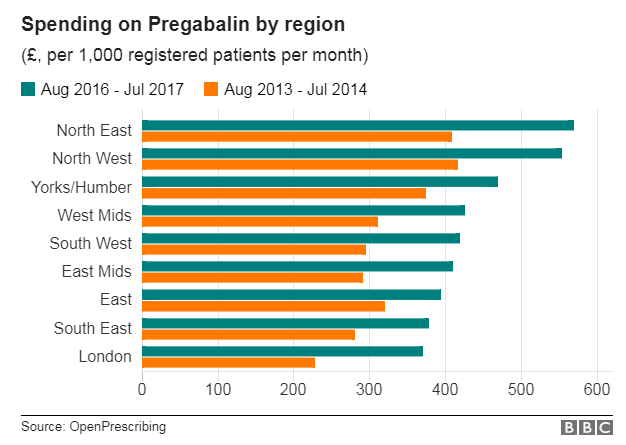 Spending on Pregabalin by region
(£, per 1,000 registered patients per month)
Aug 2016 - Jul 2017 Aug 2013 - Jul 2014
North East
North West
Yorks/Humber
West Mids
South West
East Mids
East
South East
London
0 100 200 300 400 500 600
Source: OpenPrescribing BBC